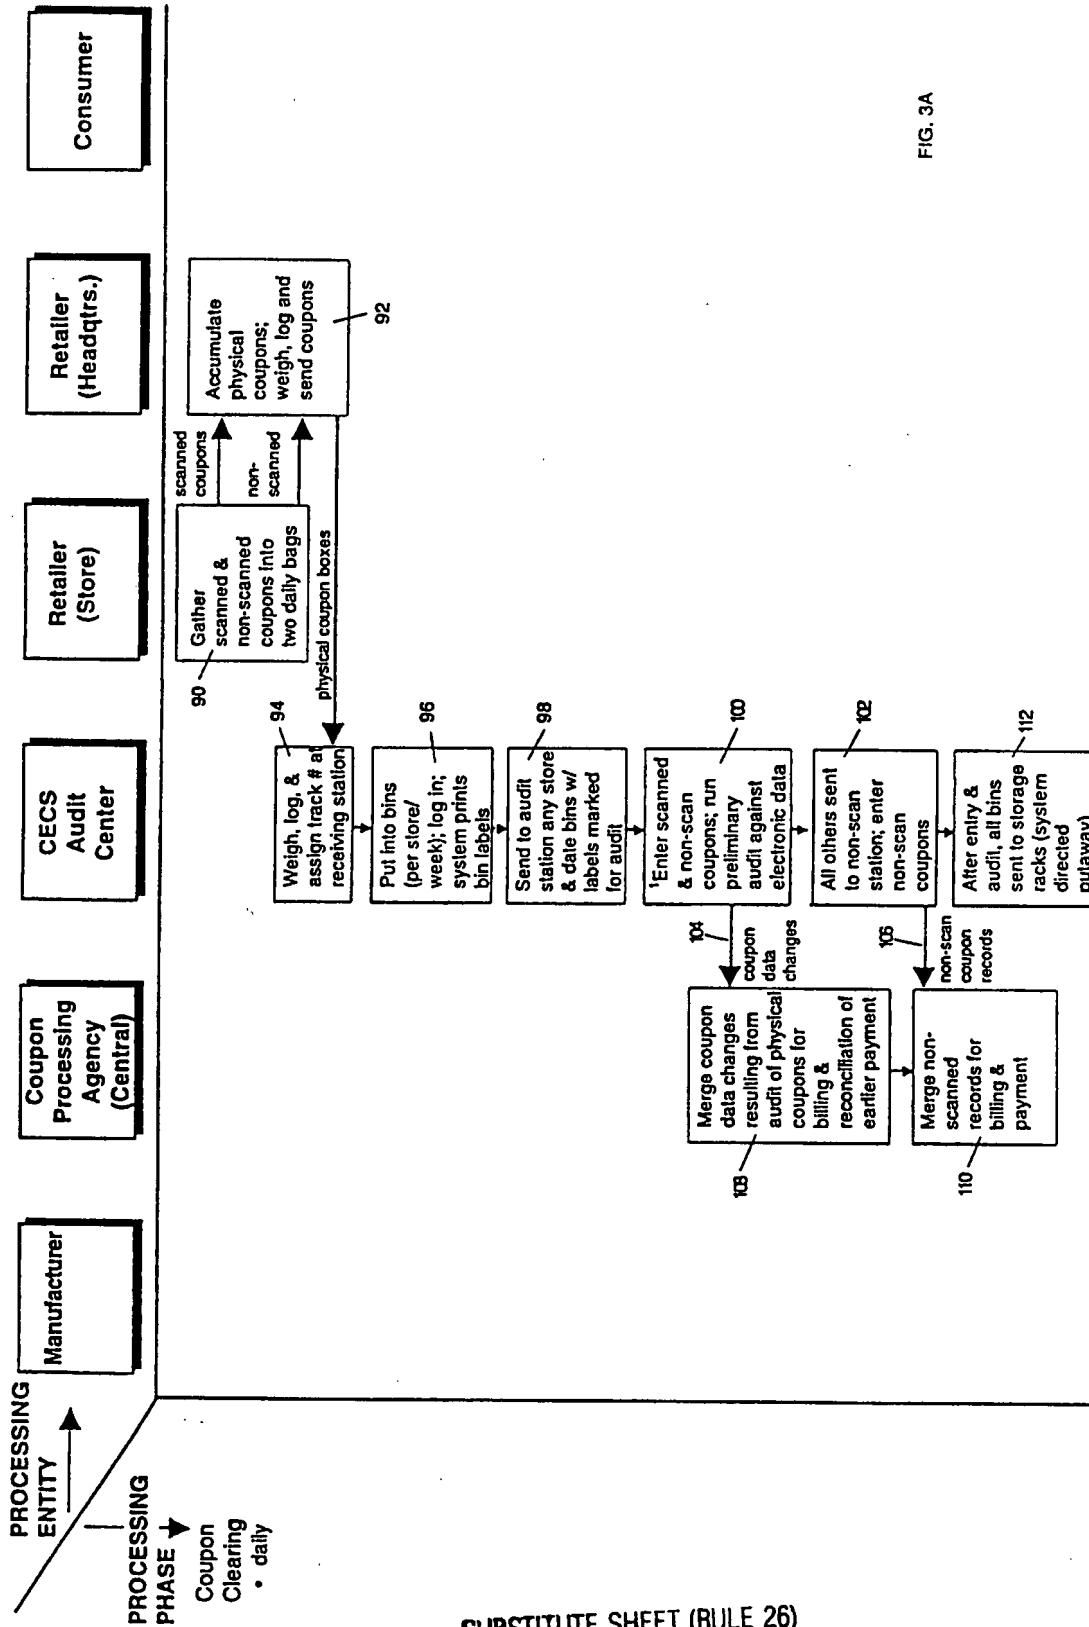 PROCESSING
ENTITY
PROCESSING
PHASE
Coupon
Clearing
• daily
Manufacturer
Coupon
Processing
Agency
(Central)
CECS
Audit
Center
Retailer
(Store)
Retailer
(Headqtrs.)
Consumer
90
Gather
scanned &
non-scanned
coupons into
two daily bags
scanned
coupons
non-
scanned
Accumulate
physical
coupons;
weigh, log and
send coupons
92
physical coupon boxes
94
Weigh, log, &
assign track # at
receiving station
96
Put into bins
(per store/
week); log in;
system prints
bin labels
98
Send to audit
station any store
& date bins w/
labels marked
for audit
100
¹Enter scanned
& non-scan
coupons; run
preliminary
audit against
electronic data
104
coupon
data
changes
Merge coupon
data changes
resulting from
audit of physical
coupons for
billing &
reconciliation of
earlier payment
108
102
All others sent
to non-scan
station; enter
non-scan
coupons
106
non-scan
coupon
records
Merge non-
scanned
records for
billing &
payment
110
112
After entry &
audit, all bins
sent to storage
racks (system
directed
putaway)
FIG. 3A
SUBSTITUTE SHEET (RULE 26)